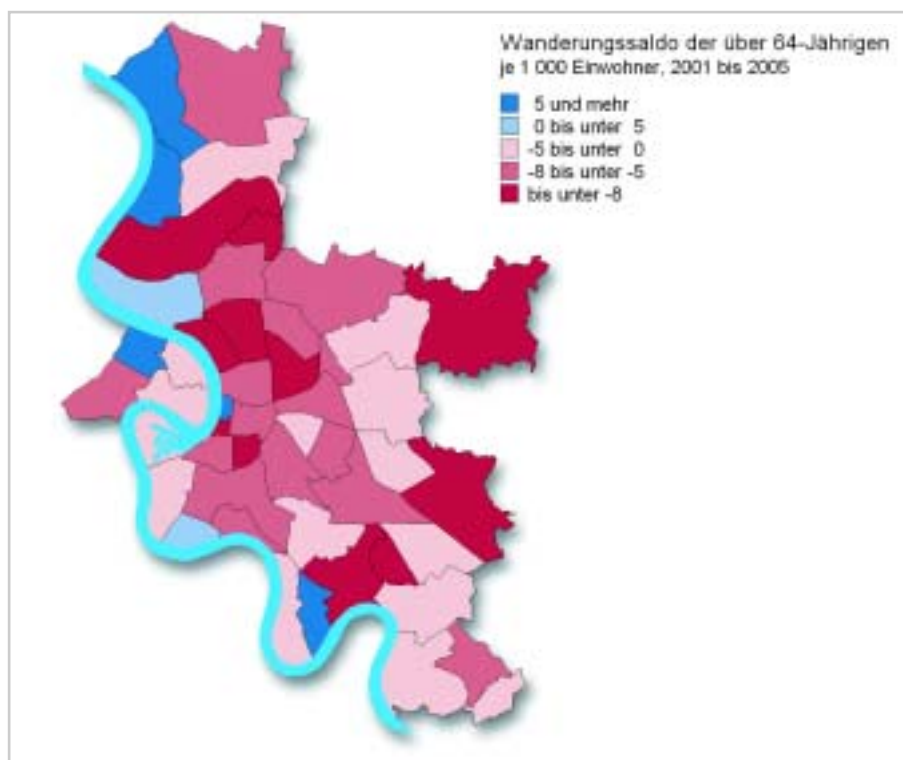 Wanderungssaldo der über 64-Jährigen
je 1 000 Einwohner, 2001 bis 2005
5 und mehr
0 bis unter 5
-5 bis unter 0
-8 bis unter -5
bis unter -8